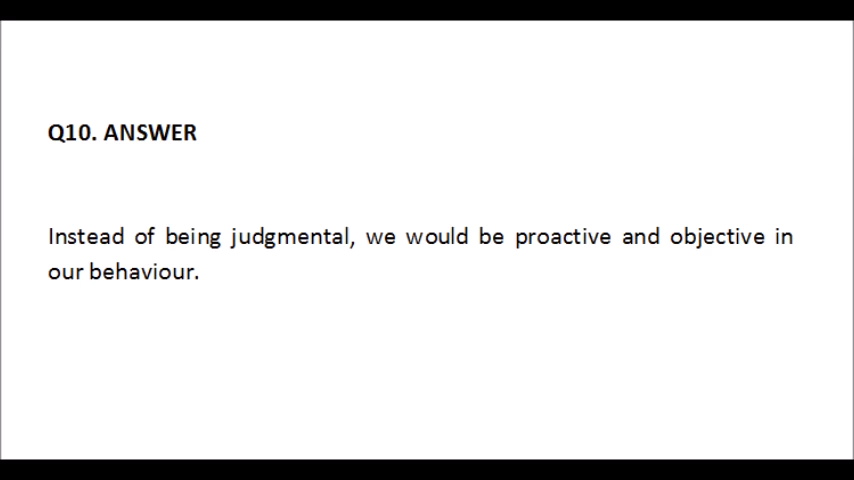 Q10. ANSWER
Instead of being judgmental, we would be proactive and objective in
our behaviour.